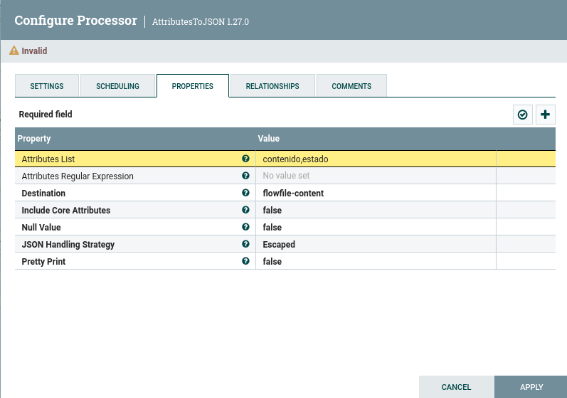 Configure Processor | AttributesToJSON 1.27.0
Invalid
SETTINGS SCHEDULING PROPERTIES RELATIONSHIPS COMMENTS
Required field
Property Value
Attributes List contenido,estado
Attributes Regular Expression No value set
Destination flowfile-content
Include Core Attributes false
Null Value false
JSON Handling Strategy Escaped
Pretty Print false
CANCEL APPLY